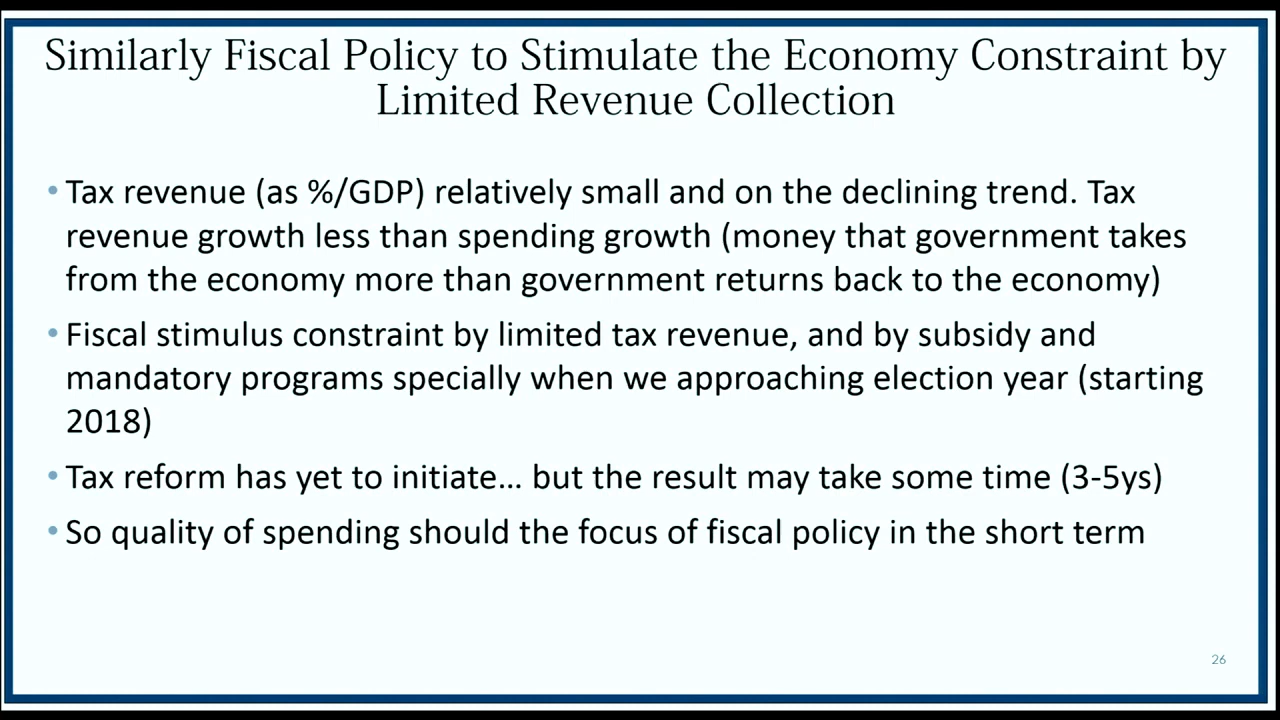 Similarly Fiscal Policy to Stimulate the Economy Constraint by
Limited Revenue Collection
• Tax revenue (as %/GDP) relatively small and on the declining trend. Tax
revenue growth less than spending growth (money that government takes
from the economy more than government returns back to the economy)
• Fiscal stimulus constraint by limited tax revenue, and by subsidy and
mandatory programs specially when we approaching election year (starting
2018)
• Tax reform has yet to initiate… but the result may take some time (3-5ys)
• So quality of spending should the focus of fiscal policy in the short term
26